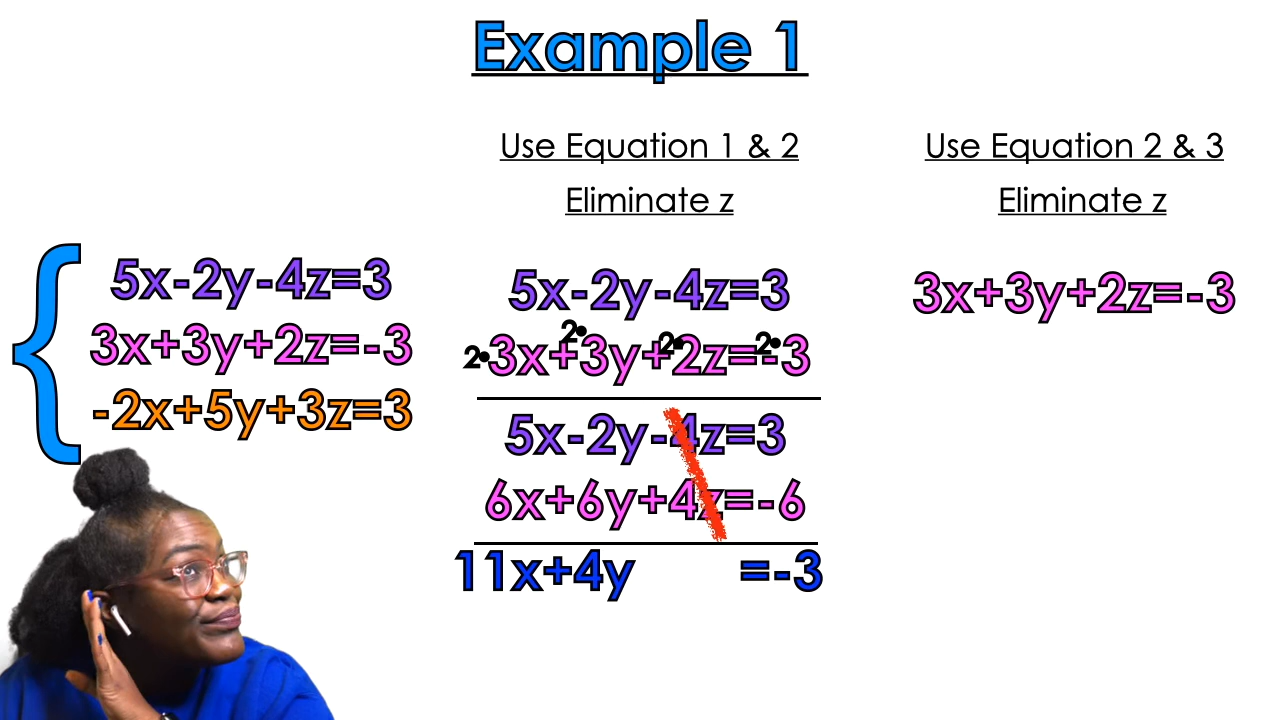 Example 1
Use Equation 1 & 2
Eliminate z
Use Equation 2 & 3
Eliminate z
5x-2y-4z=3
3x+3y+2z=-3
-2x+5y+3z=3
5x-2y-4z=3
2• 2• 2•
2•3x+3y+2z=-3
5x-2y-4z=3
6x+6y+4z=-6
11x+4y =-3
3x+3y+2z=-3